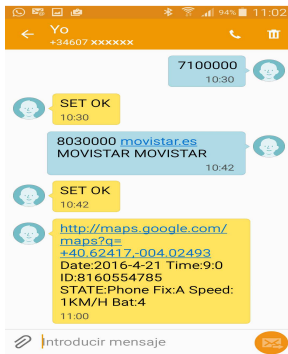 94% 11:02
Yo
+34607 xxxxxx
7100000
10:30
SET OK
10:30
8030000 movistar.es
MOVISTAR MOVISTAR
10:42
SET OK
10:42
http://maps.google.com/
maps?q=
+40.62417,-004.02493
Date:2016-4-21 Time:9:0
ID:8160554785
STATE:Phone Fix:A Speed:
1KM/H Bat:4
11:00
Introducir mensaje